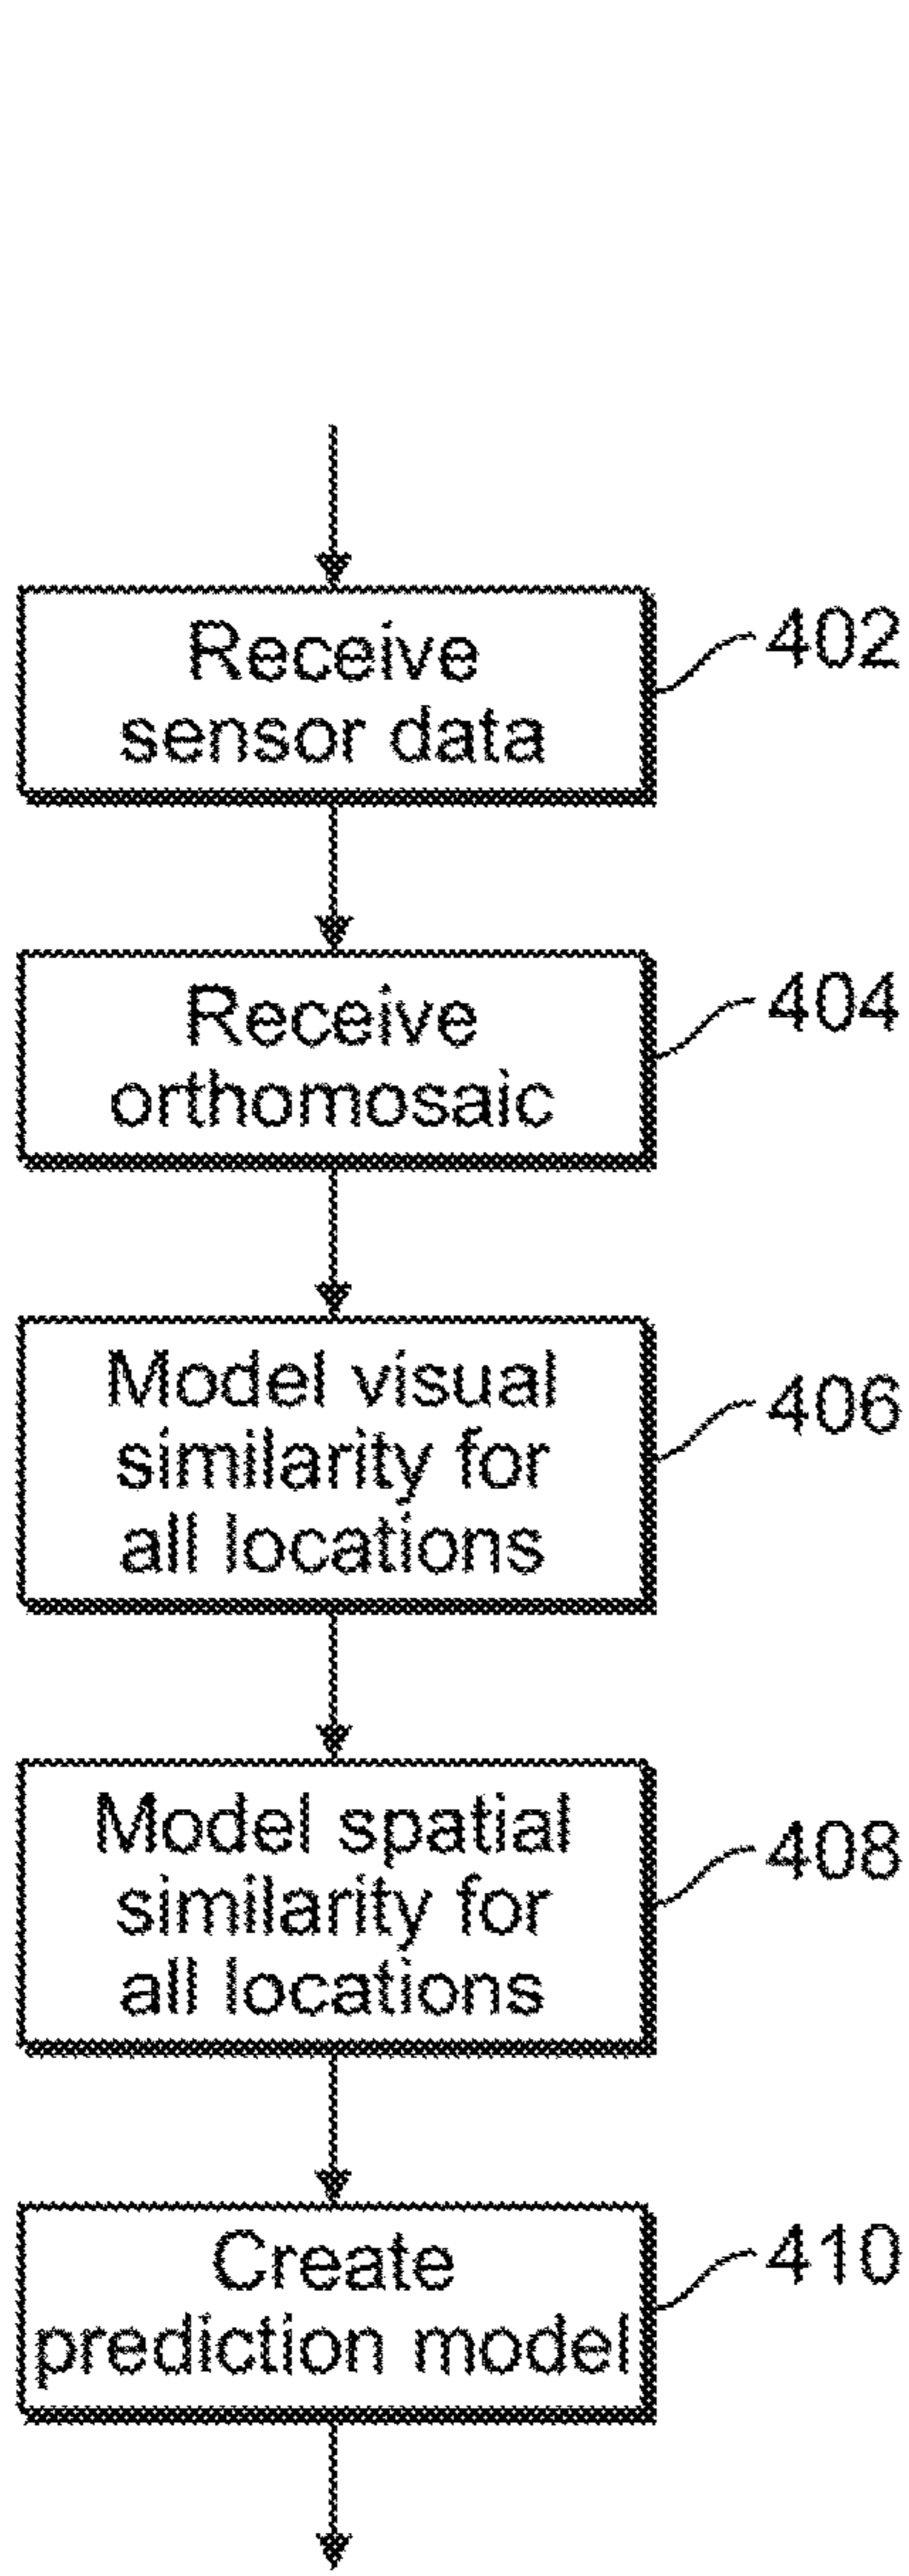 Receive
sensor data
402
Receive
orthomosaic
404
Model visual
similarity for
all locations
406
Model spatial
similarity for
all locations
408
Create
prediction model
410